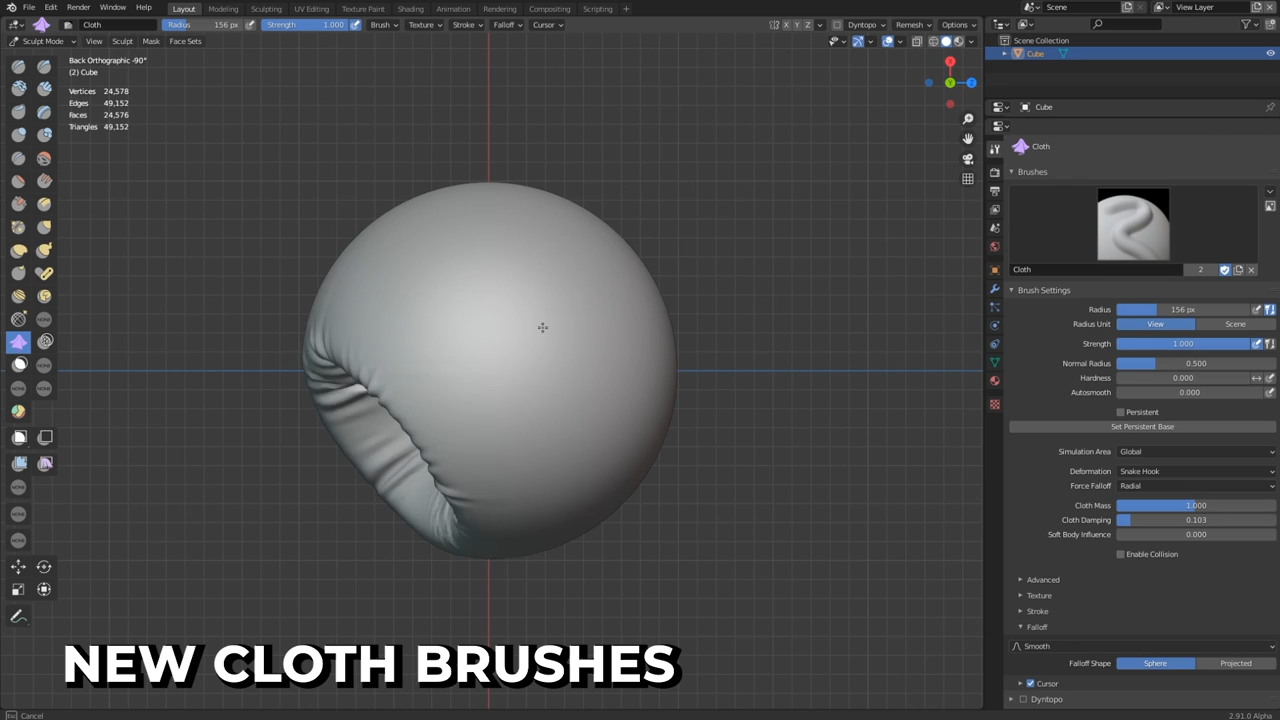 File Edit Render Window Help Layout Modeling Sculpting UV Editing Texture Paint Shading Animation Rendering Compositing Scripting + Scene View Layer
Cloth Radius 156 px Strength 1.000 Brush Texture Stroke Falloff Cursor X Y Z Dyntopo Remesh Options
Sculpt Mode View Sculpt Mask Face Sets
Scene Collection
Cube
Back Orthographic -90°
(2) Cube
Vertices 24,578
Edges 49,152
Faces 24,576
Triangles 49,152
X
Y
Z
Cube
Cloth
Brushes
Cloth 2
Brush Settings
Radius 156 px
Radius Unit View Scene
Strength 1.000
Normal Radius 0.500
Hardness 0.000
Autosmooth 0.000
Persistent
Set Persistent Base
Simulation Area Global
Deformation Snake Hook
Force Falloff Radial
Cloth Mass 1.000
Cloth Damping 0.103
Soft Body Influence 0.000
Enable Collision
Advanced
Texture
Stroke
Falloff
Smooth
Falloff Shape Sphere Projected
Cursor
Dyntopo
NONE
NONE
NONE NONE
NONE
NONE
NONE
NEW CLOTH BRUSHES
Cancel
2.91.0 Alpha